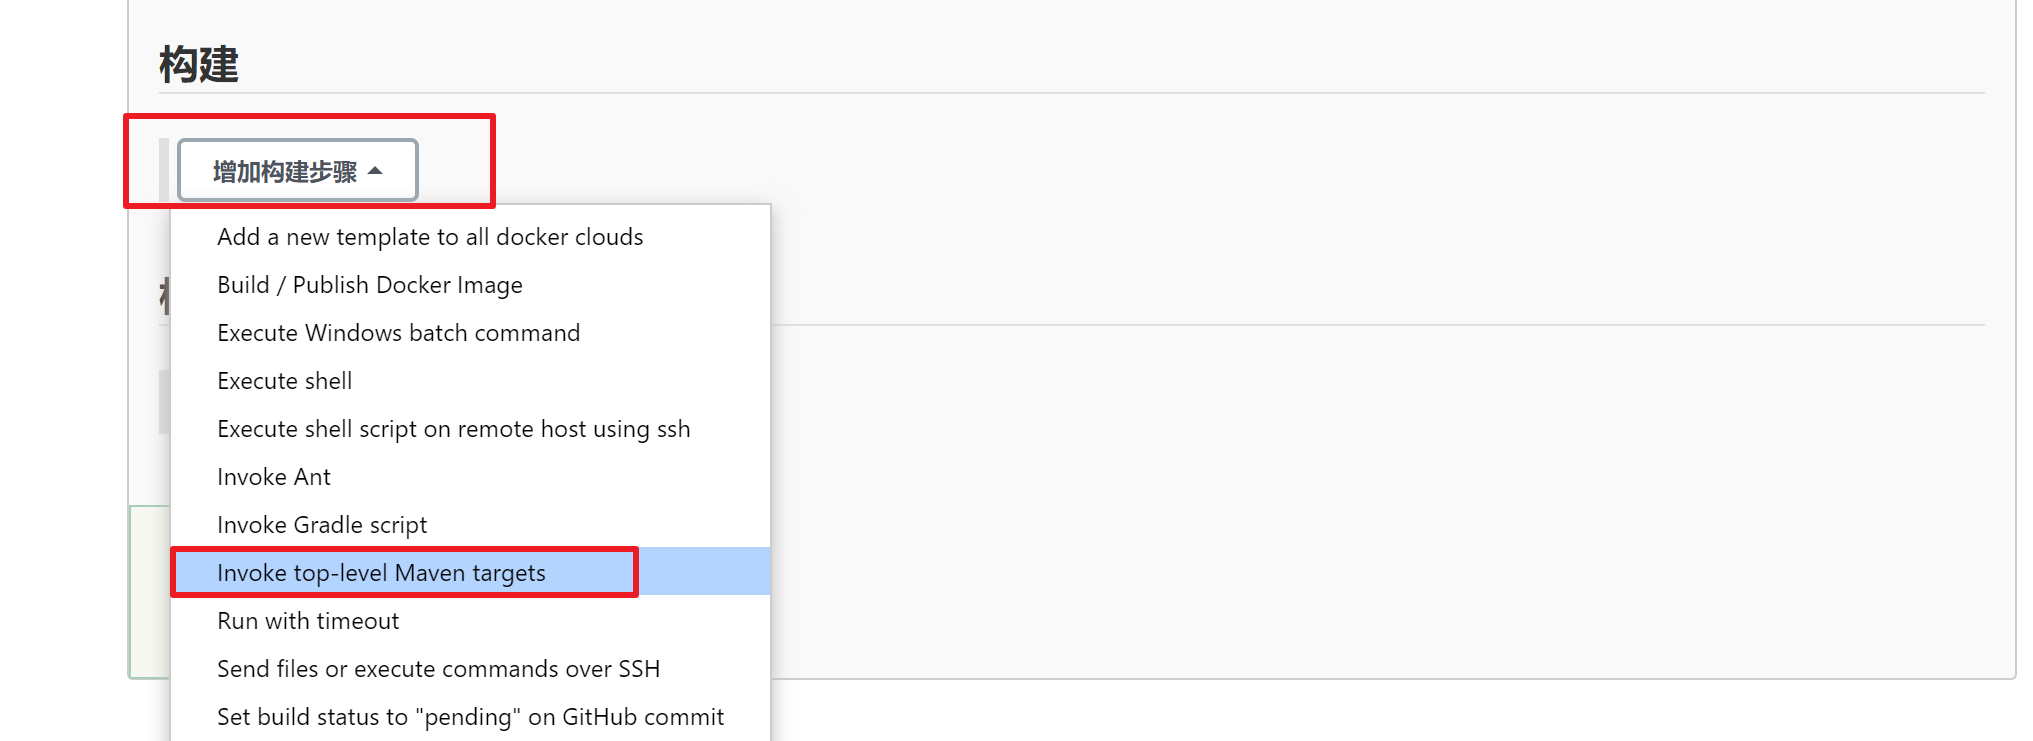 构建
增加构建步骤
Add a new template to all docker clouds
Build / Publish Docker Image
Execute Windows batch command
Execute shell
Execute shell script on remote host using ssh
Invoke Ant
Invoke Gradle script
Invoke top-level Maven targets
Run with timeout
Send files or execute commands over SSH
Set build status to "pending" on GitHub commit